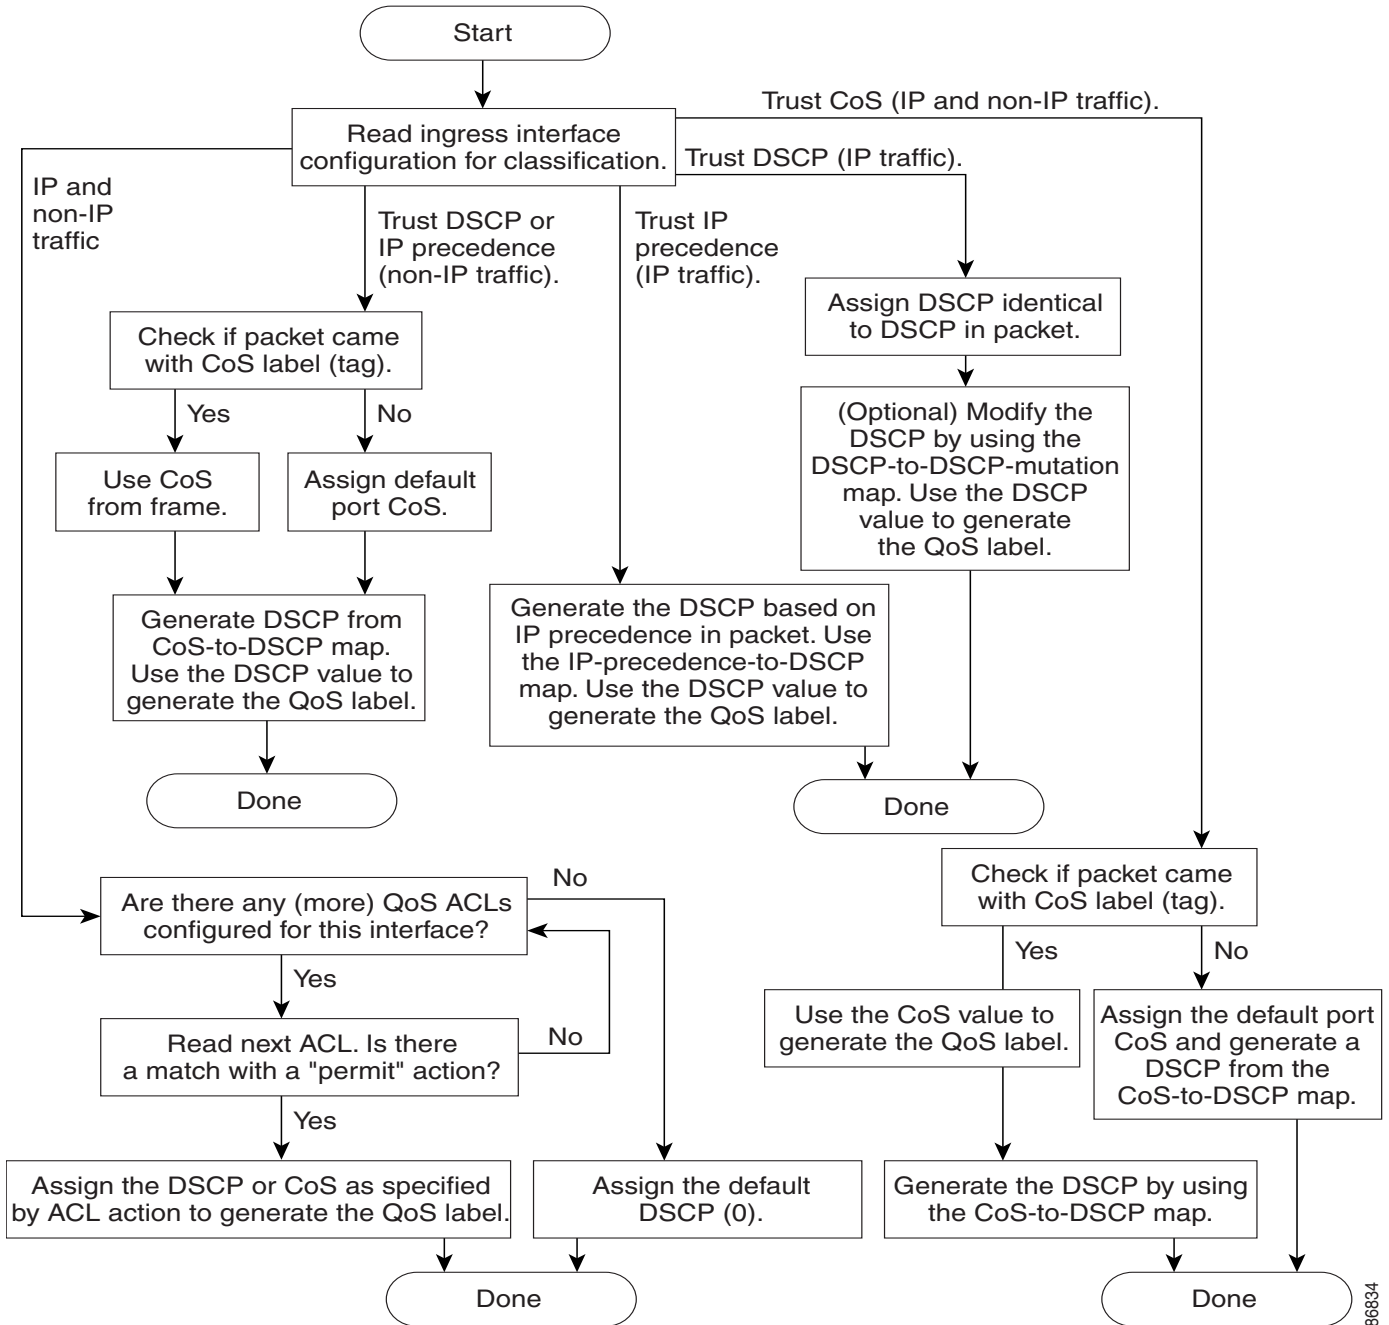 Start
Trust CoS (IP and non-IP traffic).
Read ingress interface
configuration for classification.
Trust DSCP (IP traffic).
IP and
non-IP
traffic
Trust DSCP or
IP precedence
(non-IP traffic).
Trust IP
precedence
(IP traffic).
Assign DSCP identical
to DSCP in packet.
Check if packet came
with CoS label (tag).
Yes
No
(Optional) Modify the
DSCP by using the
DSCP-to-DSCP-mutation
map. Use the DSCP
value to generate
the QoS label.
Use CoS
from frame.
Assign default
port CoS.
Generate DSCP from
CoS-to-DSCP map.
Use the DSCP value to
generate the QoS label.
Generate the DSCP based on
IP precedence in packet. Use
the IP-precedence-to-DSCP
map. Use the DSCP value to
generate the QoS label.
Done
Done
Check if packet came
with CoS label (tag).
Are there any (more) QoS ACLs
configured for this interface?
No
Yes
No
Yes
Read next ACL. Is there
a match with a "permit" action?
No
Use the CoS value to
generate the QoS label.
Assign the default port
CoS and generate a
DSCP from the
CoS-to-DSCP map.
Yes
Assign the DSCP or CoS as specified
by ACL action to generate the QoS label.
Assign the default
DSCP (0).
Generate the DSCP by using
the CoS-to-DSCP map.
Done
Done
86834